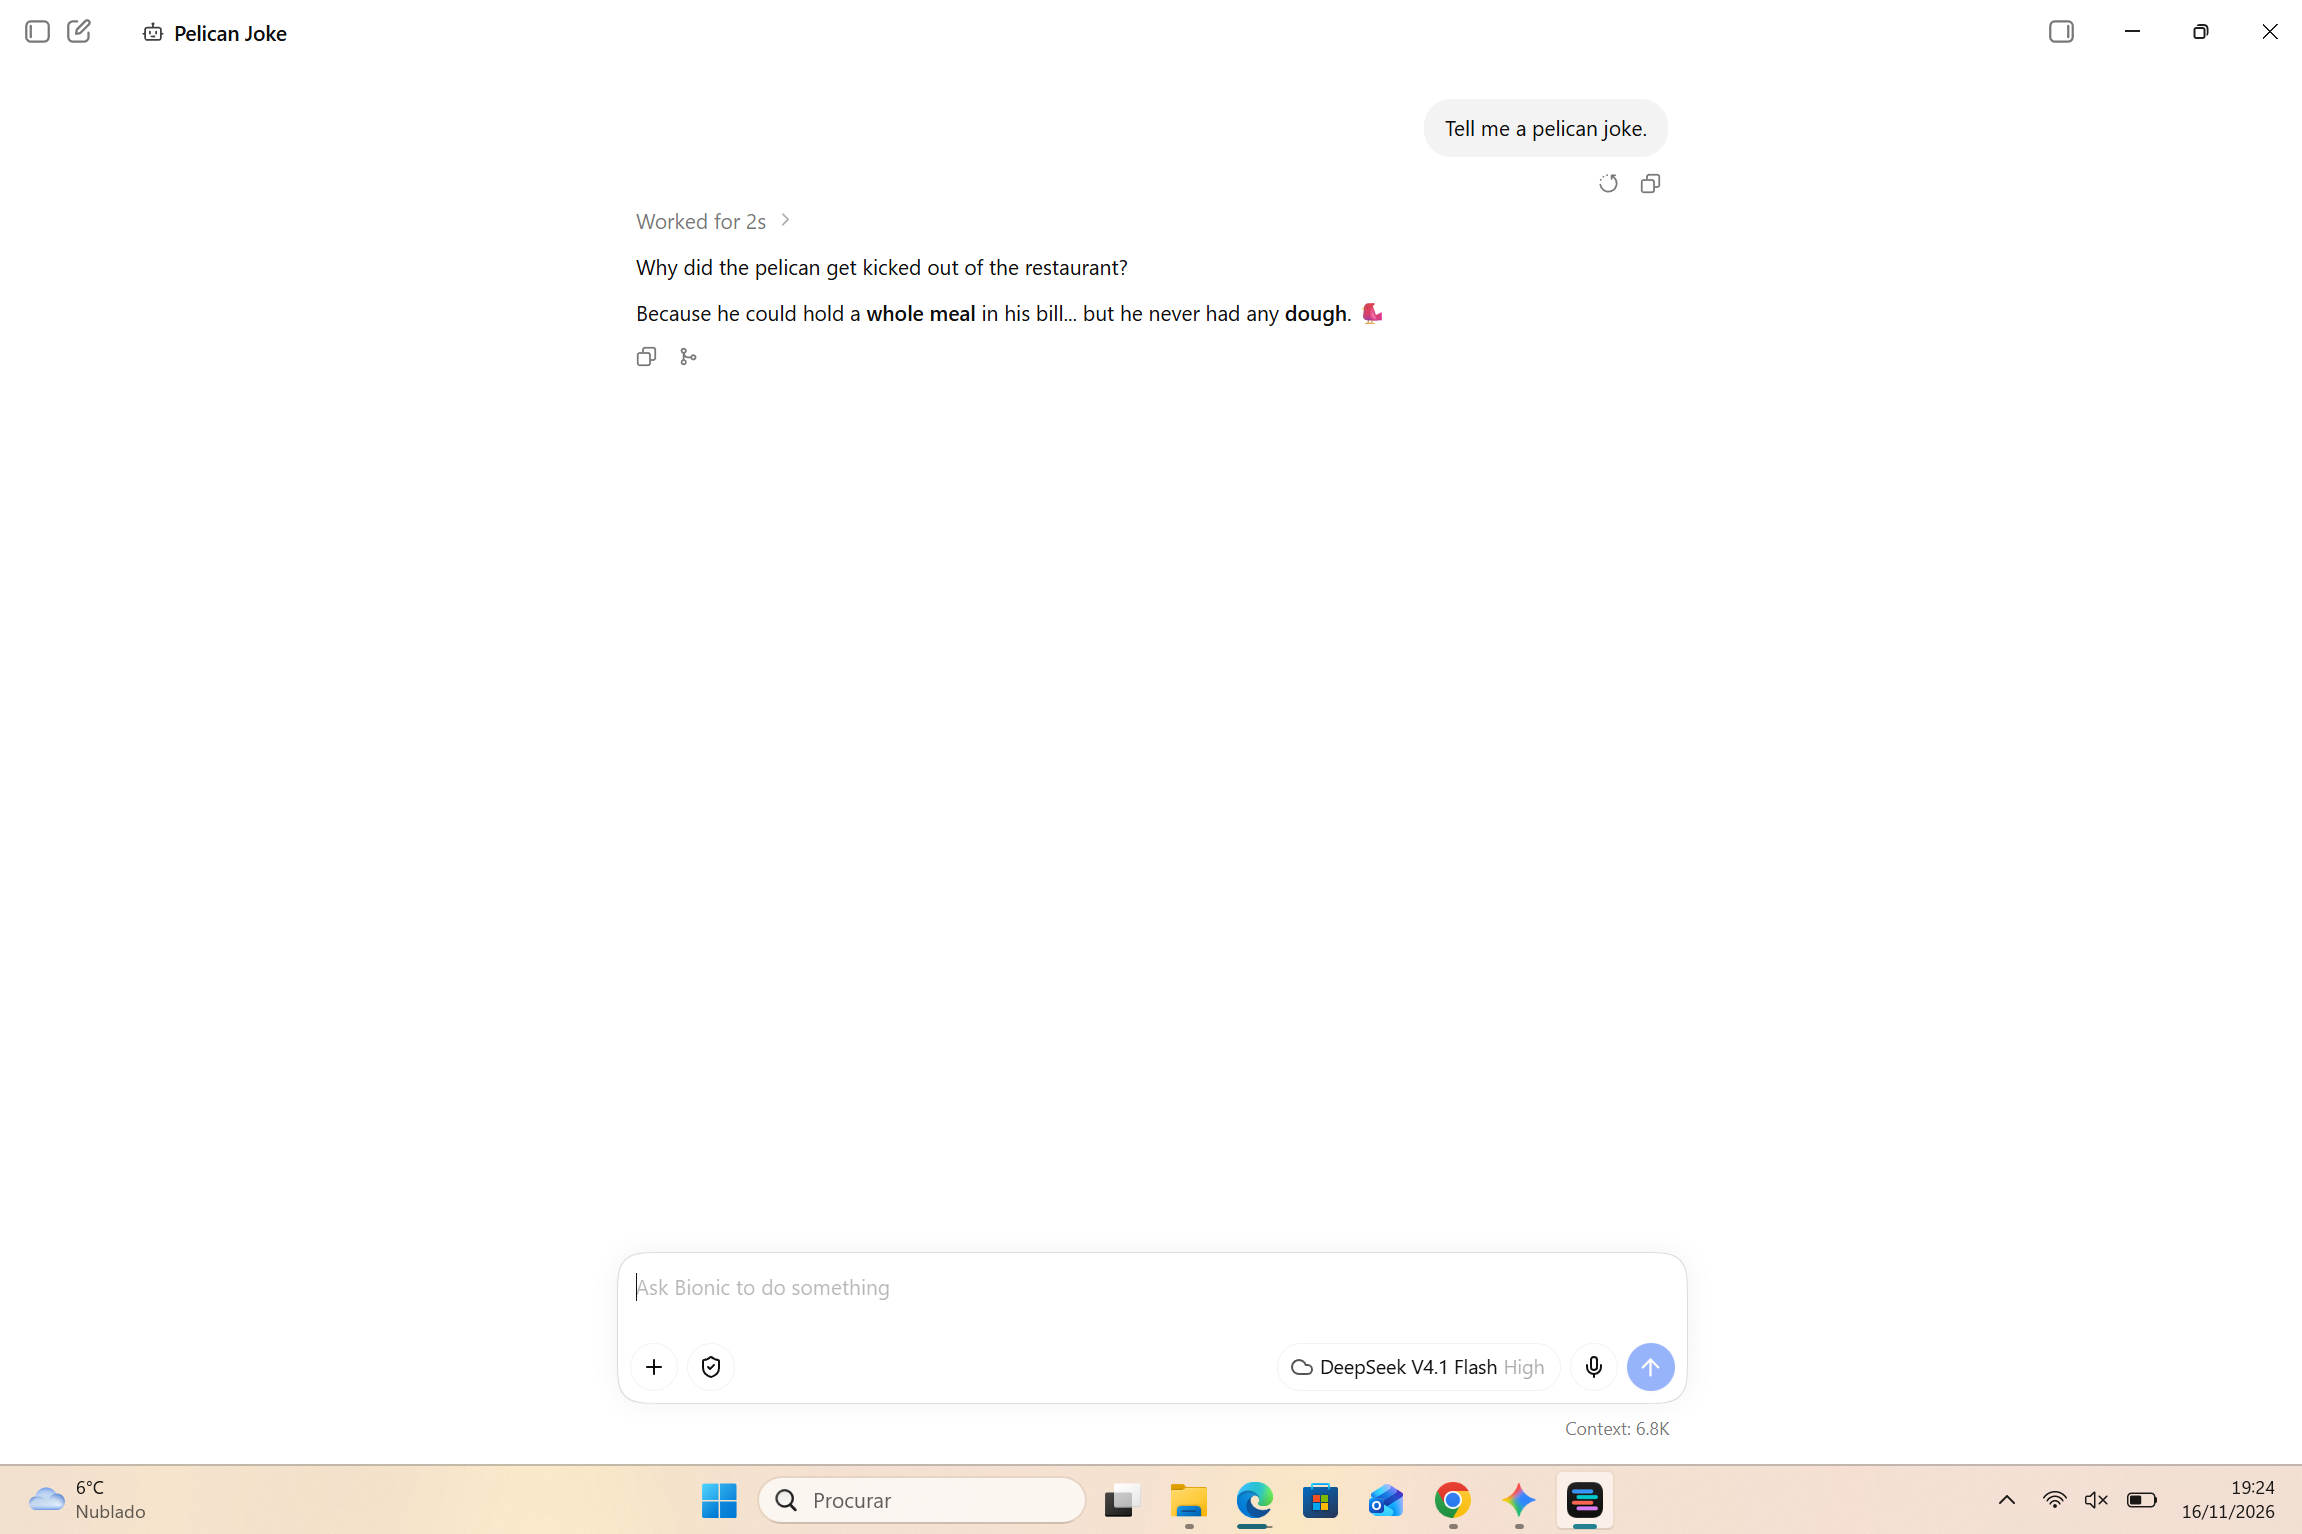 Pelican Joke
Tell me a pelican joke.
Worked for 2s
Why did the pelican get kicked out of the restaurant?
Because he could hold a whole meal in his bill... but he never had any dough.
Ask Bionic to do something
DeepSeek V4.1 Flash High
Context: 6.8K
6°C
Nublado
Procurar
19:24
16/11/2026